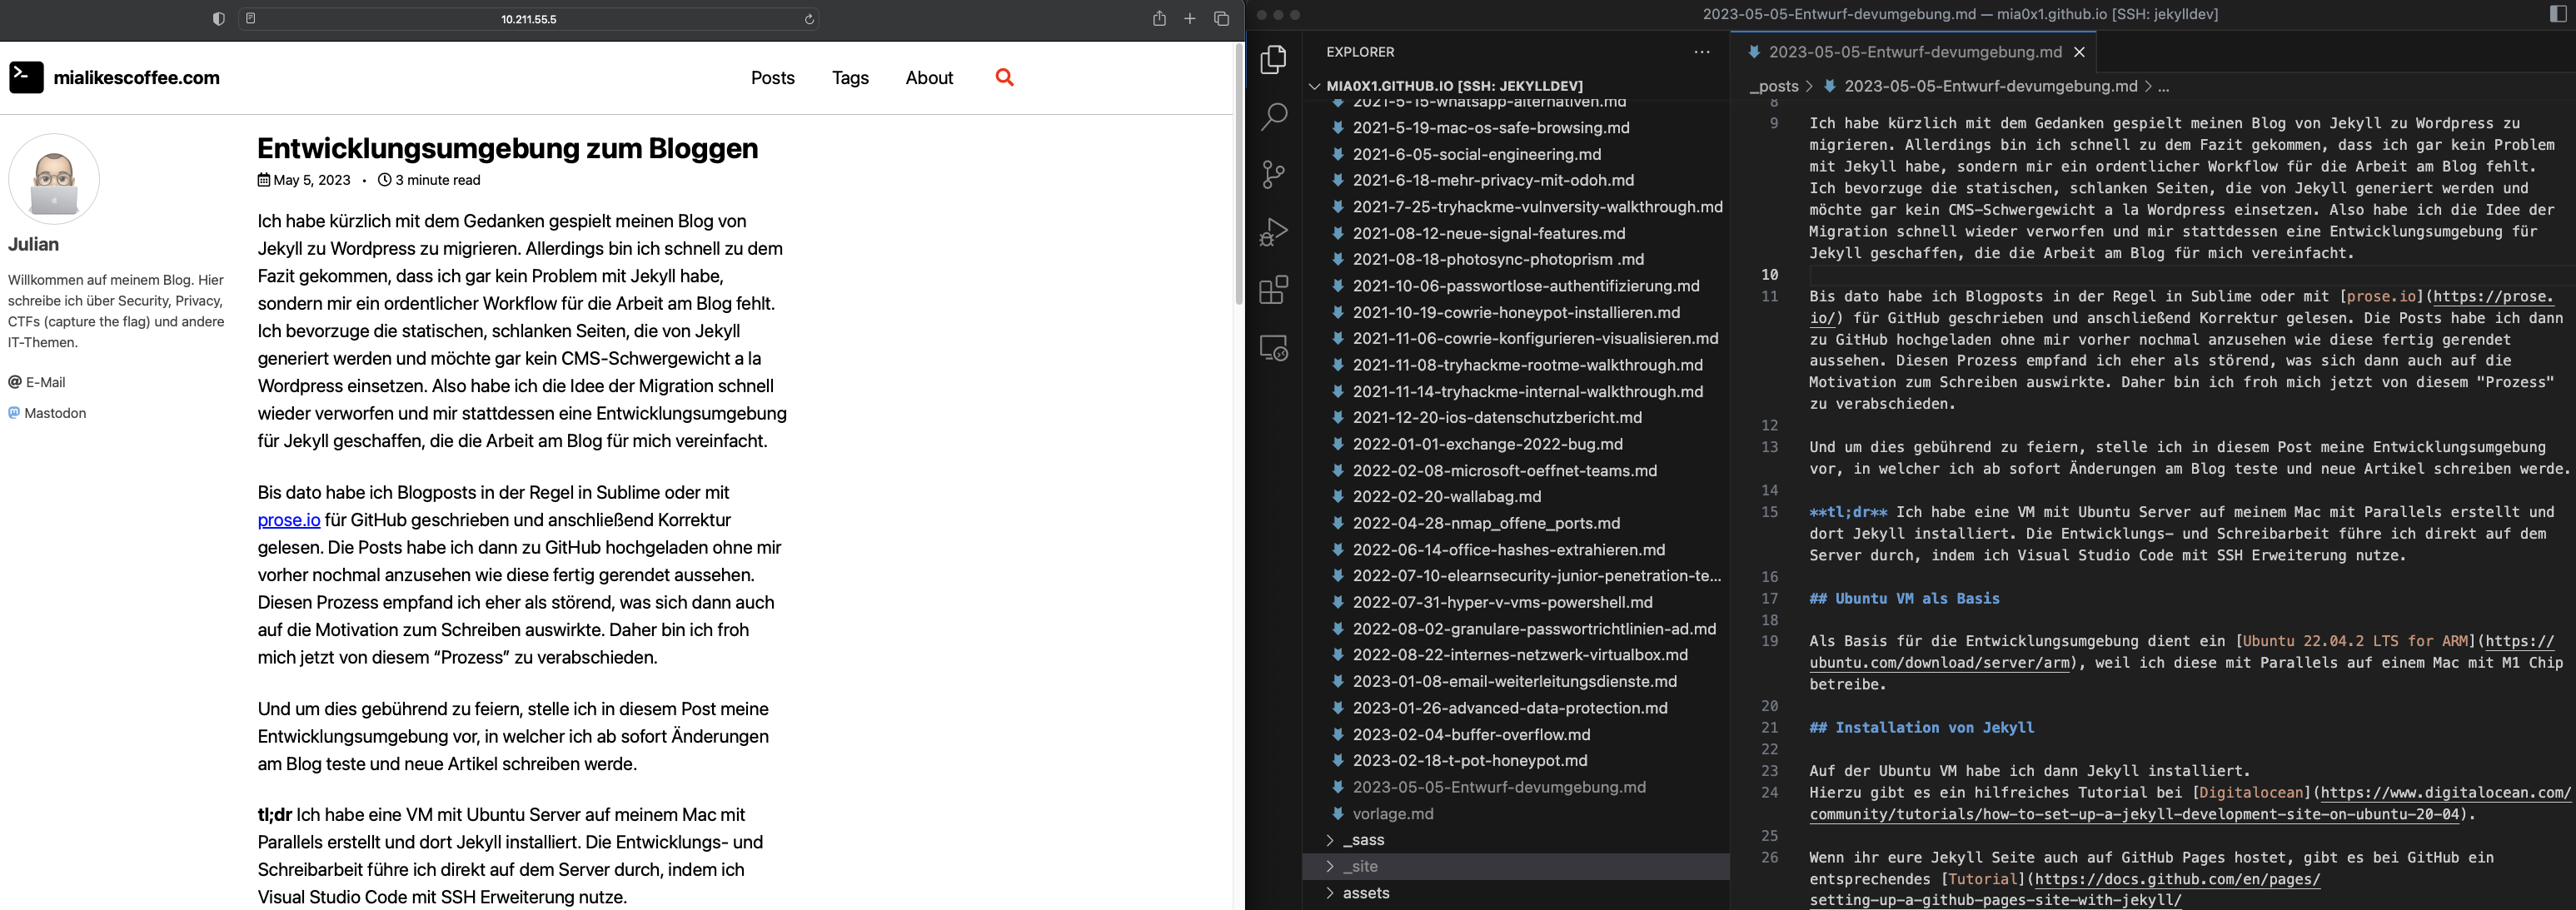 10.211.55.5
mialikescoffee.com
Posts
Tags
About
Julian
Willkommen auf meinem Blog. Hier
schreibe ich über Security, Privacy,
CTFs (capture the flag) und andere
IT-Themen.
E-Mail
Mastodon
Entwicklungsumgebung zum Bloggen
May 5, 2023 • 3 minute read
Ich habe kürzlich mit dem Gedanken gespielt meinen Blog von
Jekyll zu Wordpress zu migrieren. Allerdings bin ich schnell zu dem
Fazit gekommen, dass ich gar kein Problem mit Jekyll habe,
sondern mir ein ordentlicher Workflow für die Arbeit am Blog fehlt.
Ich bevorzuge die statischen, schlanken Seiten, die von Jekyll
generiert werden und möchte gar kein CMS-Schwergewicht a la
Wordpress einsetzen. Also habe ich die Idee der Migration schnell
wieder verworfen und mir stattdessen eine Entwicklungsumgebung
für Jekyll geschaffen, die die Arbeit am Blog für mich vereinfacht.
Bis dato habe ich Blogposts in der Regel in Sublime oder mit
prose.io für GitHub geschrieben und anschließend Korrektur
gelesen. Die Posts habe ich dann zu GitHub hochgeladen ohne mir
vorher nochmal anzusehen wie diese fertig gerendet aussehen.
Diesen Prozess empfand ich eher als störend, was sich dann auch
auf die Motivation zum Schreiben auswirkte. Daher bin ich froh
mich jetzt von diesem “Prozess” zu verabschieden.
Und um dies gebührend zu feiern, stelle ich in diesem Post meine
Entwicklungsumgebung vor, in welcher ich ab sofort Änderungen
am Blog teste und neue Artikel schreiben werde.
tl;dr Ich habe eine VM mit Ubuntu Server auf meinem Mac mit
Parallels erstellt und dort Jekyll installiert. Die Entwicklungs- und
Schreibarbeit führe ich direkt auf dem Server durch, indem ich
Visual Studio Code mit SSH Erweiterung nutze.
2023-05-05-Entwurf-devumgebung.md — mia0x1.github.io [SSH: jekylldev]
EXPLORER
MIA0X1.GITHUB.IO [SSH: JEKYLLDEV]
2021-5-15-whatsapp-alternativen.md
2021-5-19-mac-os-safe-browsing.md
2021-6-05-social-engineering.md
2021-6-18-mehr-privacy-mit-odoh.md
2021-7-25-tryhackme-vulnversity-walkthrough.md
2021-08-12-neue-signal-features.md
2021-08-18-photosync-photoprism .md
2021-10-06-passwortlose-authentifizierung.md
2021-10-19-cowrie-honeypot-installieren.md
2021-11-06-cowrie-konfigurieren-visualisieren.md
2021-11-08-tryhackme-rootme-walkthrough.md
2021-11-14-tryhackme-internal-walkthrough.md
2021-12-20-ios-datenschutzbericht.md
2022-01-01-exchange-2022-bug.md
2022-02-08-microsoft-oeffnet-teams.md
2022-02-20-wallabag.md
2022-04-28-nmap_offene_ports.md
2022-06-14-office-hashes-extrahieren.md
2022-07-10-elearnsecurity-junior-penetration-te...
2022-07-31-hyper-v-vms-powershell.md
2022-08-02-granulare-passwortrichtlinien-ad.md
2022-08-22-internes-netzwerk-virtualbox.md
2023-01-08-email-weiterleitungsdienste.md
2023-01-26-advanced-data-protection.md
2023-02-04-buffer-overflow.md
2023-02-18-t-pot-honeypot.md
2023-05-05-Entwurf-devumgebung.md
vorlage.md
_sass
_site
assets
2023-05-05-Entwurf-devumgebung.md
_posts > 2023-05-05-Entwurf-devumgebung.md > ...
8
9 Ich habe kürzlich mit dem Gedanken gespielt meinen Blog von Jekyll zu Wordpress zu
migrieren. Allerdings bin ich schnell zu dem Fazit gekommen, dass ich gar kein Problem
mit Jekyll habe, sondern mir ein ordentlicher Workflow für die Arbeit am Blog fehlt.
Ich bevorzuge die statischen, schlanken Seiten, die von Jekyll generiert werden und
möchte gar kein CMS-Schwergewicht a la Wordpress einsetzen. Also habe ich die Idee der
Migration schnell wieder verworfen und mir stattdessen eine Entwicklungsumgebung für
Jekyll geschaffen, die die Arbeit am Blog für mich vereinfacht.
10
11 Bis dato habe ich Blogposts in der Regel in Sublime oder mit [prose.io](https://prose.
io/) für GitHub geschrieben und anschließend Korrektur gelesen. Die Posts habe ich dann
zu GitHub hochgeladen ohne mir vorher nochmal anzusehen wie diese fertig gerendet
aussehen. Diesen Prozess empfand ich eher als störend, was sich dann auch auf die
Motivation zum Schreiben auswirkte. Daher bin ich froh mich jetzt von diesem "Prozess"
zu verabschieden.
12
13 Und um dies gebührend zu feiern, stelle ich in diesem Post meine Entwicklungsumgebung
vor, in welcher ich ab sofort Änderungen am Blog teste und neue Artikel schreiben werde.
14
15 **tl;dr** Ich habe eine VM mit Ubuntu Server auf meinem Mac mit Parallels erstellt und
dort Jekyll installiert. Die Entwicklungs- und Schreibarbeit führe ich direkt auf dem
Server durch, indem ich Visual Studio Code mit SSH Erweiterung nutze.
16
17 ## Ubuntu VM als Basis
18
19 Als Basis für die Entwicklungsumgebung dient ein [Ubuntu 22.04.2 LTS for ARM](https://
ubuntu.com/download/server/arm), weil ich diese mit Parallels auf einem Mac mit M1 Chip
betreibe.
20
21 ## Installation von Jekyll
22
23 Auf der Ubuntu VM habe ich dann Jekyll installiert.
24 Hierzu gibt es ein hilfreiches Tutorial bei [Digitalocean](https://www.digitalocean.com/
community/tutorials/how-to-set-up-a-jekyll-development-site-on-ubuntu-20-04).
25
26 Wenn ihr eure Jekyll Seite auch auf GitHub Pages hostet, gibt es bei GitHub ein
entsprechendes [Tutorial](https://docs.github.com/en/pages/
setting-up-a-github-pages-site-with-jekyll/